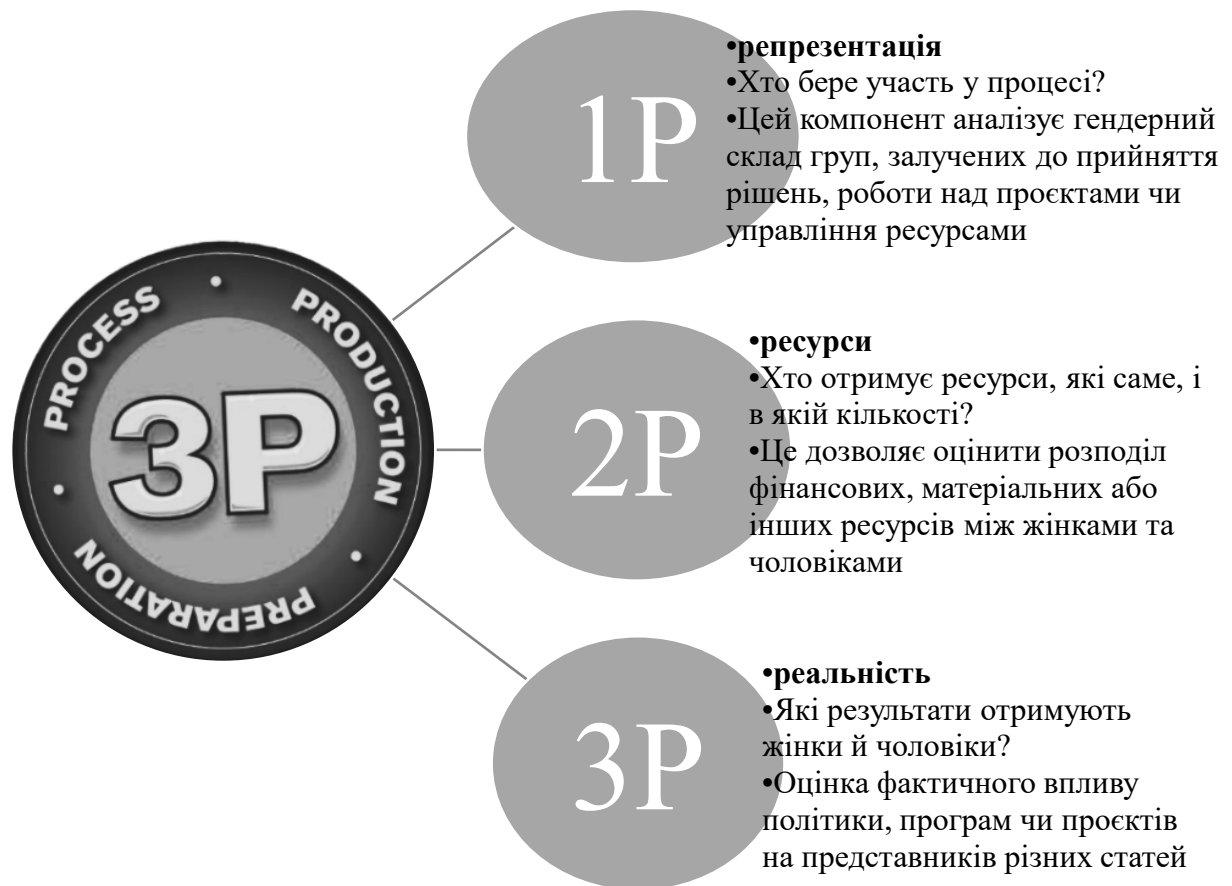 PROCESS · PRODUCTION · PREPARATION ·
3P
1Р
•репрезентація
•Хто бере участь у процесі?
•Цей компонент аналізує гендерний
склад груп, залучених до прийняття
рішень, роботи над проєктами чи
управління ресурсами
2Р
•ресурси
•Хто отримує ресурси, які саме, і
в якій кількості?
•Це дозволяє оцінити розподіл
фінансових, матеріальних або
інших ресурсів між жінками та
чоловіками
3Р
•реальність
•Які результати отримують
жінки й чоловіки?
•Оцінка фактичного впливу
політики, програм чи проєктів
на представників різних статей